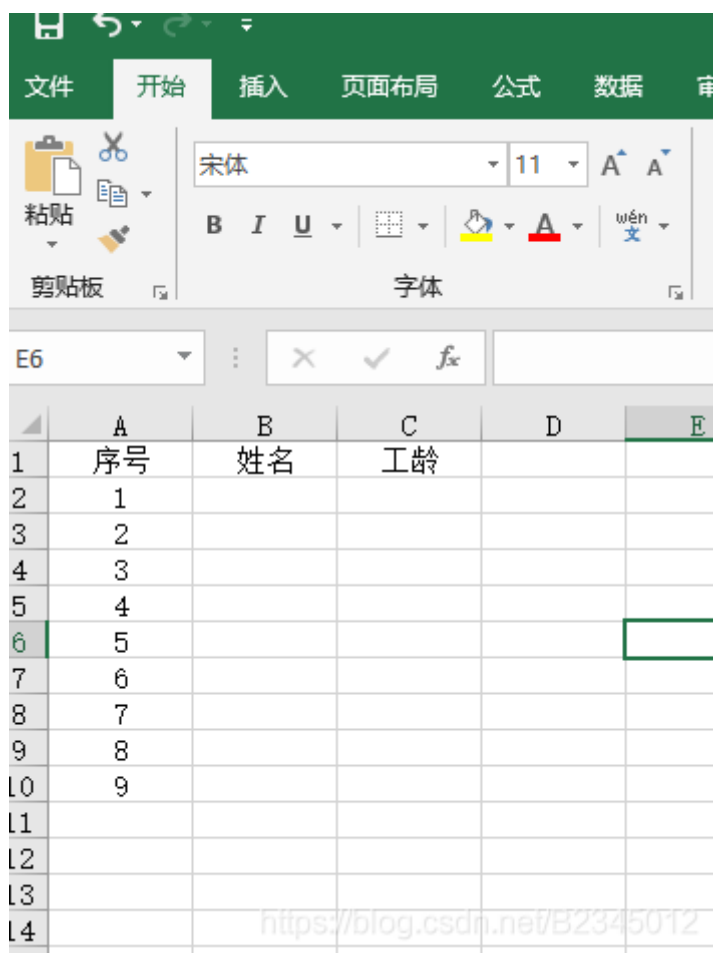 文件 开始 插入 页面布局 公式 数据
宋体 11 A A
粘贴
B I U A wén 文
剪贴板 字体
E6 fx
A B C D E
1 序号 姓名 工龄
2 1
3 2
4 3
5 4
6 5
7 6
8 7
9 8
10 9
11
12
13
14
https://blog.csdn.net/B2345012